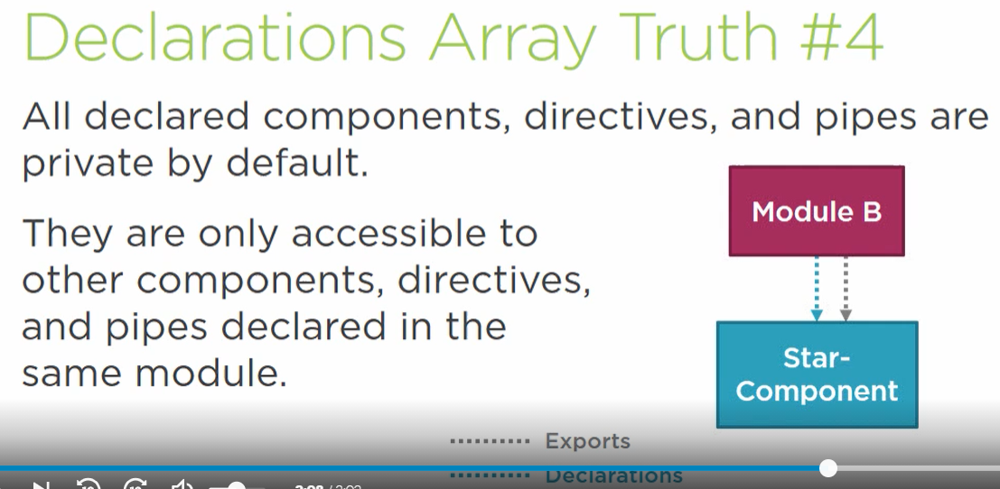 Declarations Array Truth #4
All declared components, directives, and pipes are
private by default.
Module B
They are only accessible to
other components, directives,
and pipes declared in the
same module.
Star-
Component
Exports
Declarations